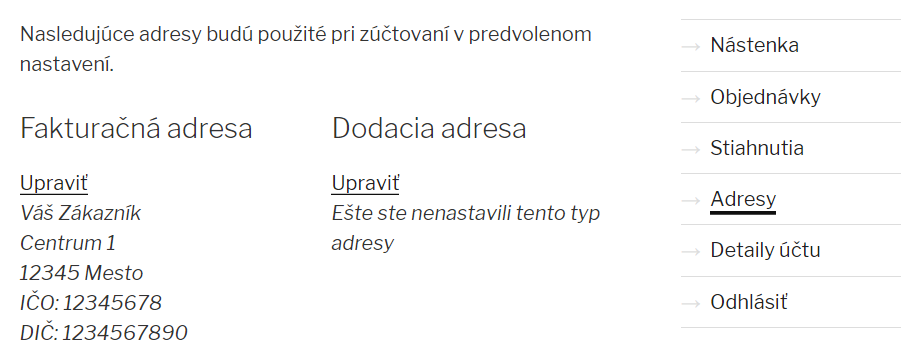 Nasledujúce adresy budú použité pri zúčtovaní v predvolenom
nastavení.
Fakturačná adresa
Upraviť
Váš Zákazník
Centrum 1
12345 Mesto
IČO: 12345678
DIČ: 1234567890
Dodacia adresa
Upraviť
Ešte ste nenastavili tento typ
adresy
→ Nástenka
→ Objednávky
→ Stiahnutia
→ Adresy
→ Detaily účtu
→ Odhlásiť